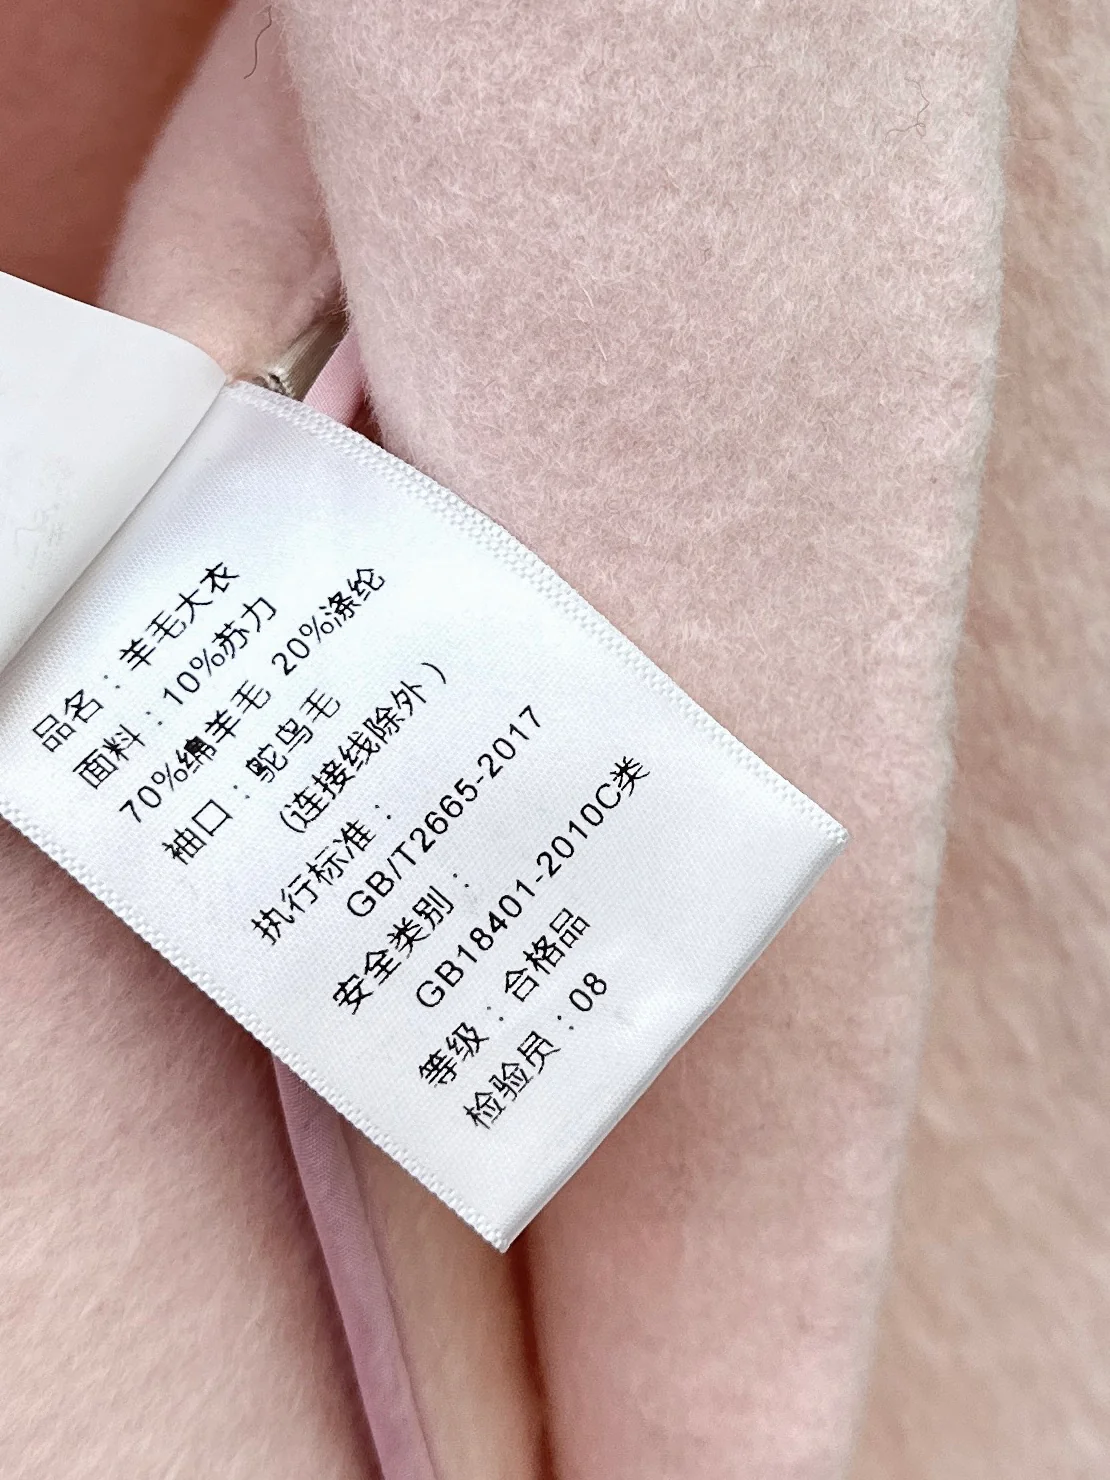 品名：羊毛大衣
面料：10%苏力
70%绵羊毛 20%涤纶
袖口：鸵鸟毛
(连接线除外)
执行标准：
GB/T2665-2017
安全类别：
GB18401-2010C类
等级：合格品
检验员：08